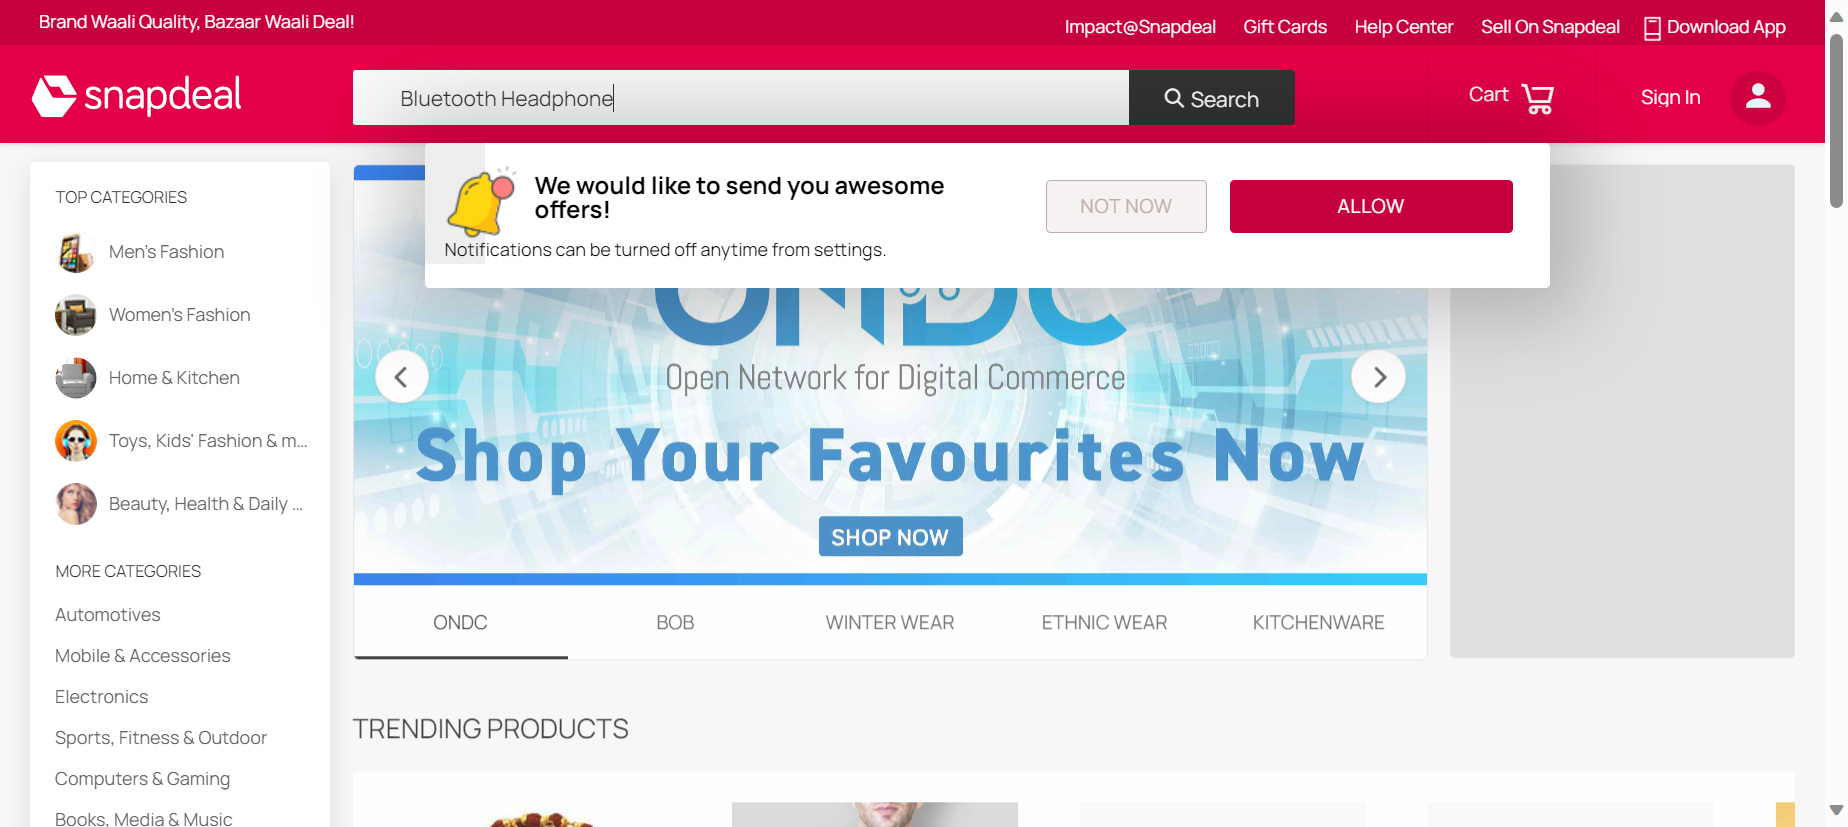 Brand Waali Quality, Bazaar Waali Deal!
Impact@Snapdeal
Gift Cards
Help Center
Sell On Snapdeal
Download App
snapdeal
Bluetooth Headphone
Search
Cart
Sign In
We would like to send you awesome
offers!
Notifications can be turned off anytime from settings.
NOT NOW
ALLOW
TOP CATEGORIES
Men's Fashion
Women's Fashion
Home & Kitchen
Toys, Kids' Fashion & m...
Beauty, Health & Daily ...
MORE CATEGORIES
Automotives
Mobile & Accessories
Electronics
Sports, Fitness & Outdoor
Computers & Gaming
Books, Media & Music
ONDC
Open Network for Digital Commerce
Shop Your Favourites Now
SHOP NOW
ONDC
BOB
WINTER WEAR
ETHNIC WEAR
KITCHENWARE
TRENDING PRODUCTS